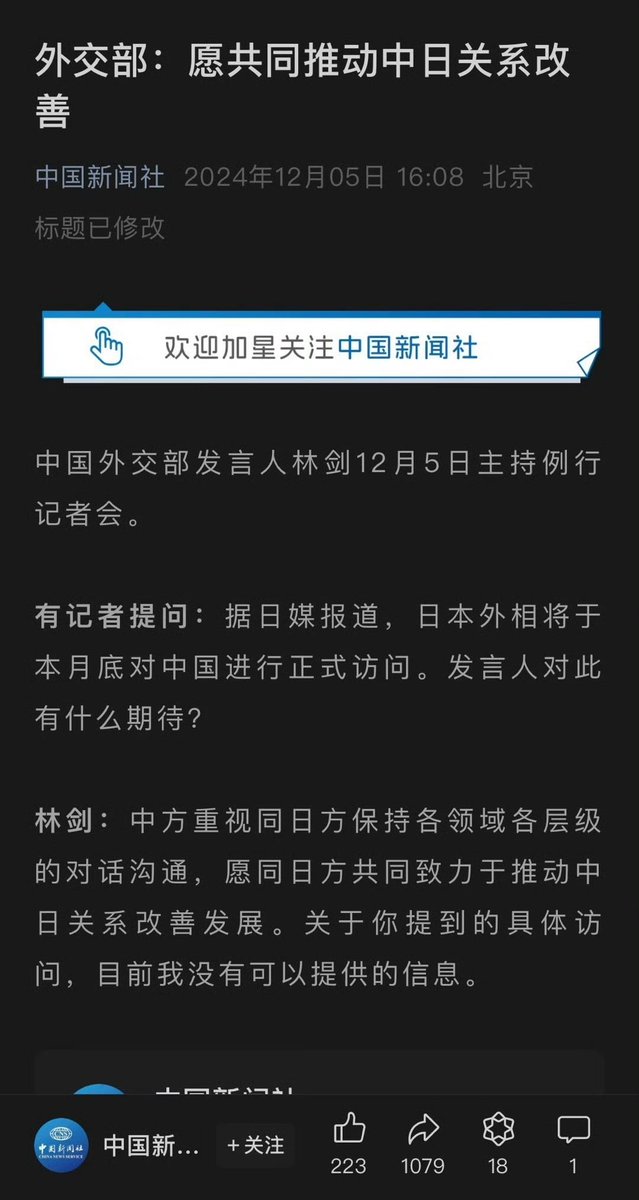 外交部：愿共同推动中日关系改
善
中国新闻社 2024年12月05日 16:08 北京
标题已修改
欢迎加星关注中国新闻社
中国外交部发言人林剑12月5日主持例行
记者会。
有记者提问：据日媒报道，日本外相将于
本月底对中国进行正式访问。发言人对此
有什么期待？
林剑：中方重视同日方保持各领域各层级
的对话沟通，愿同日方共同致力于推动中
日关系改善发展。关于你提到的具体访
问，目前我没有可以提供的信息。
中国新闻社
中国新闻社
CHINA NEWS SERVICE
中国新... +关注
223 1079 18 1